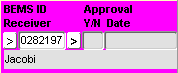 BEMS ID Approval
Receiver Y/N Date
> 0282197 >
Jacobi